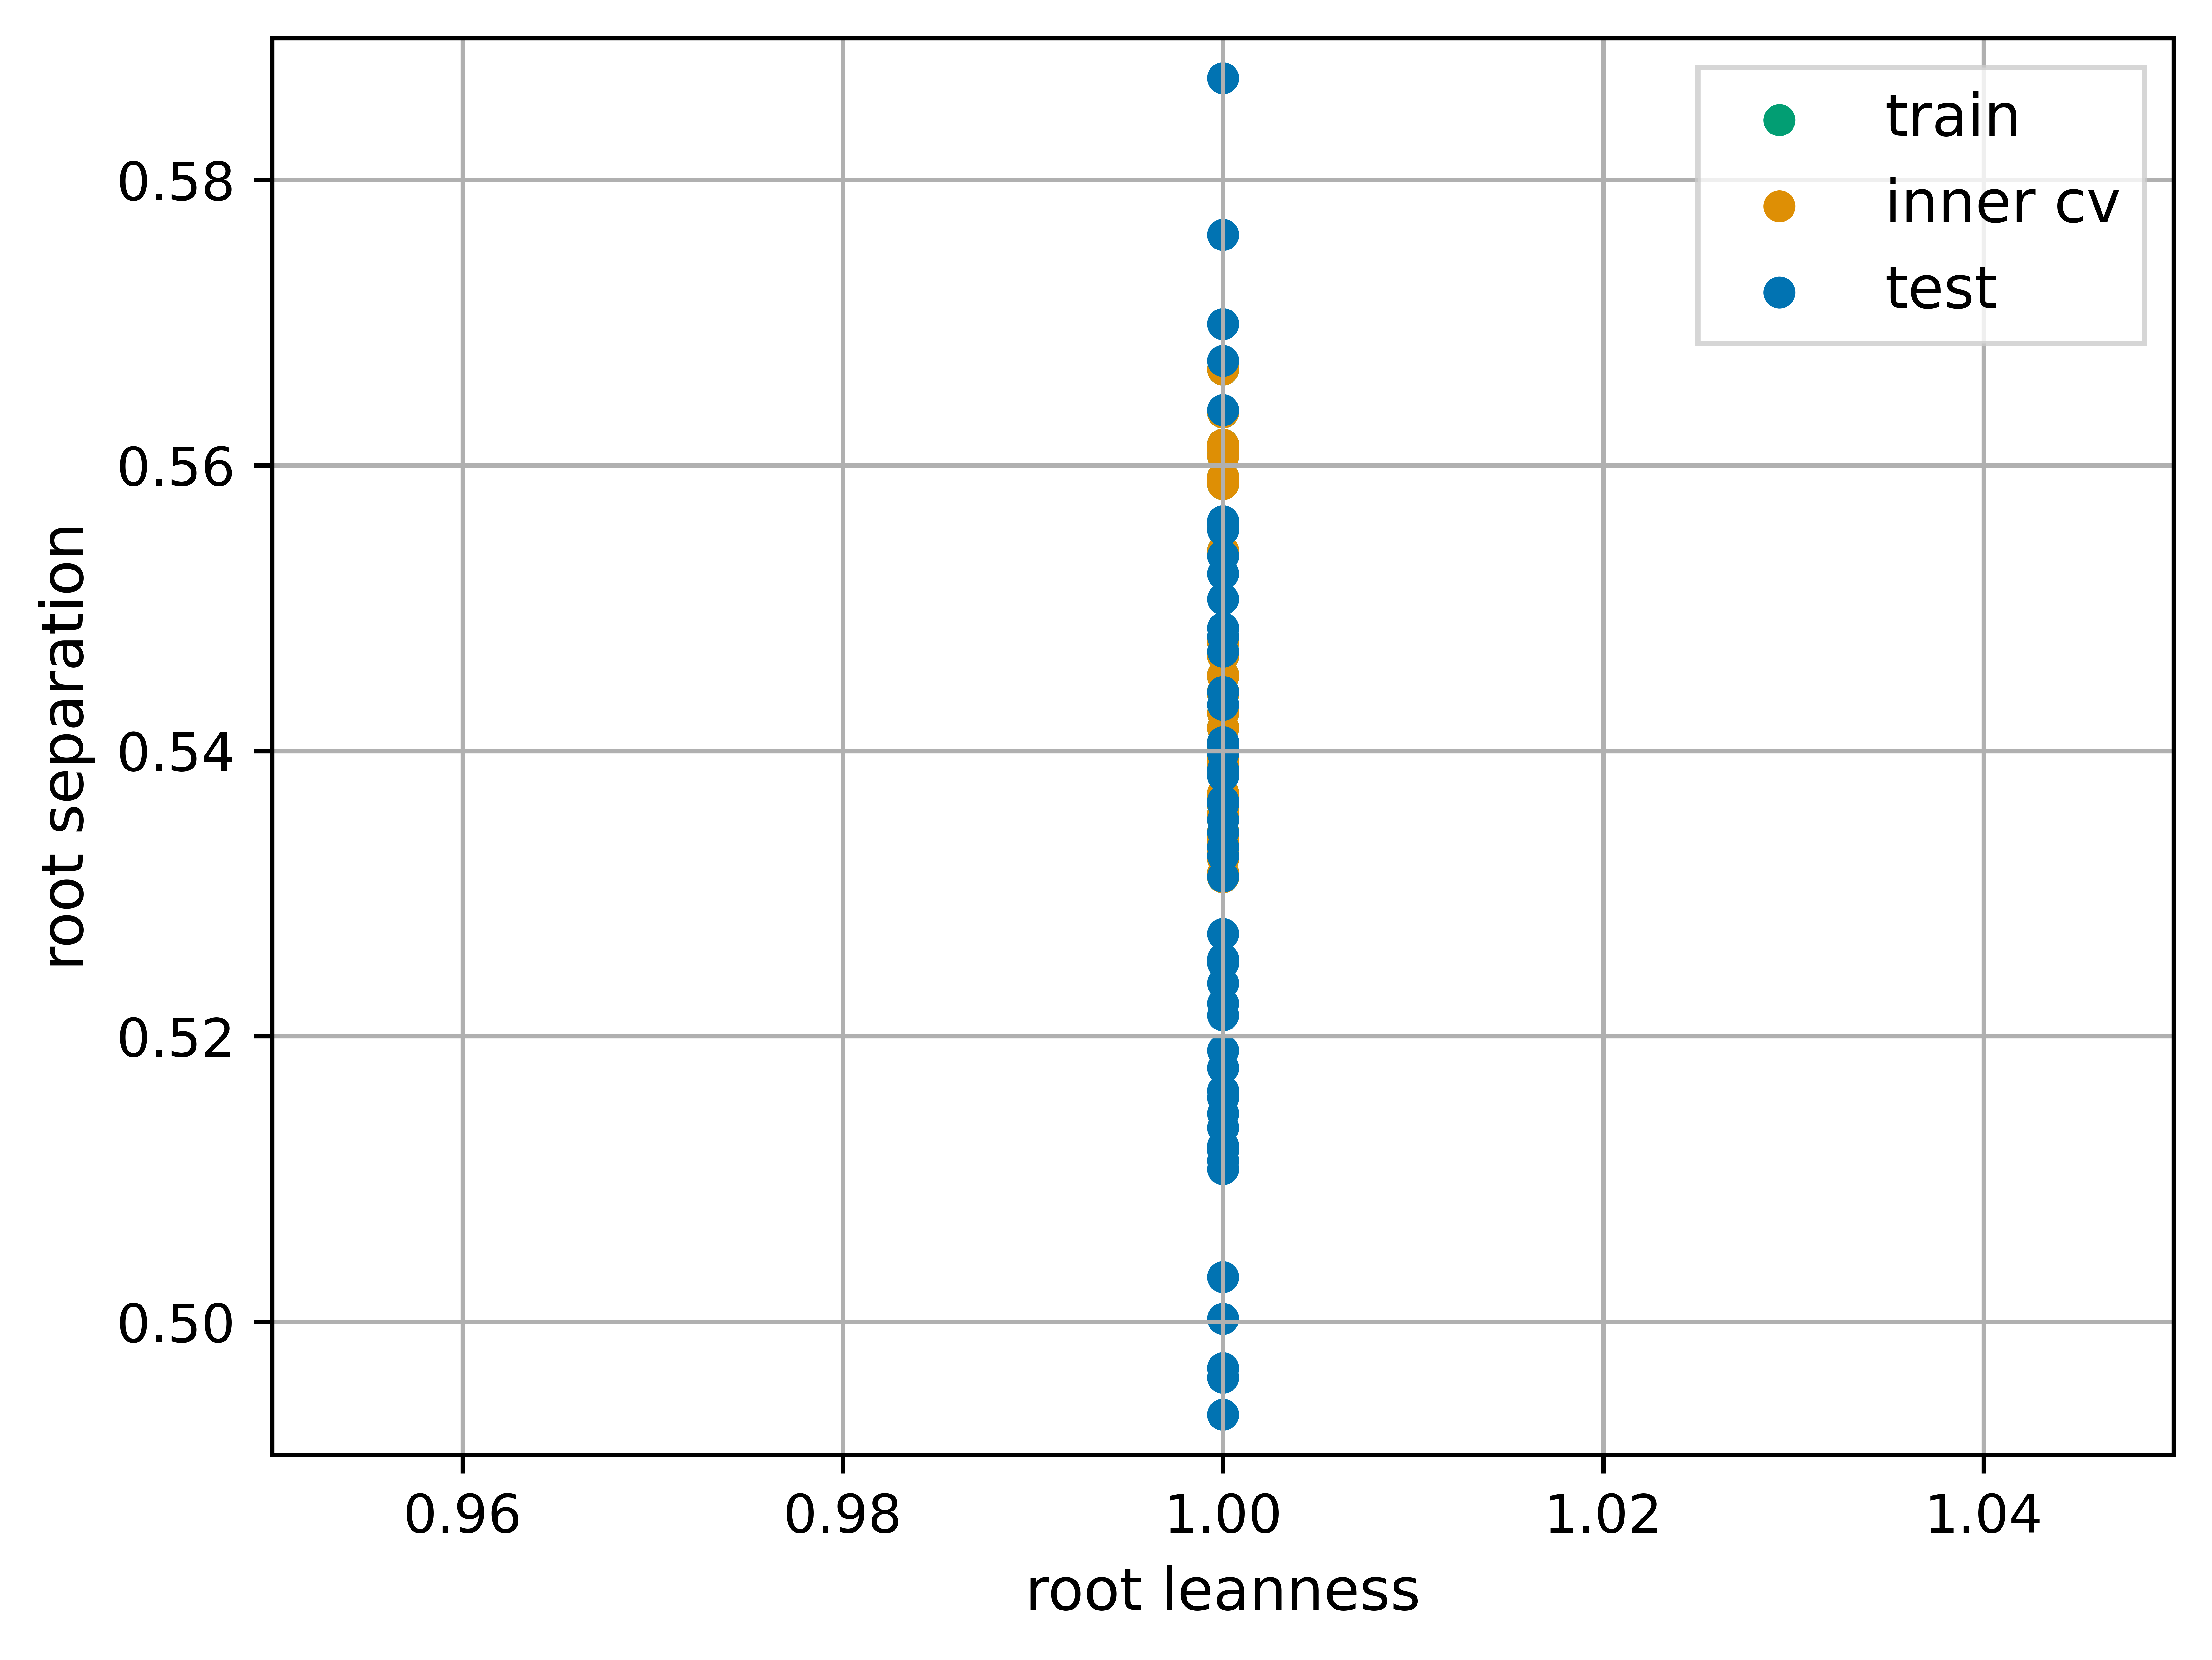 train
inner cv
test
0.58
0.56
0.54
0.52
0.50
root separation
0.96 0.98 1.00 1.02 1.04
root leanness